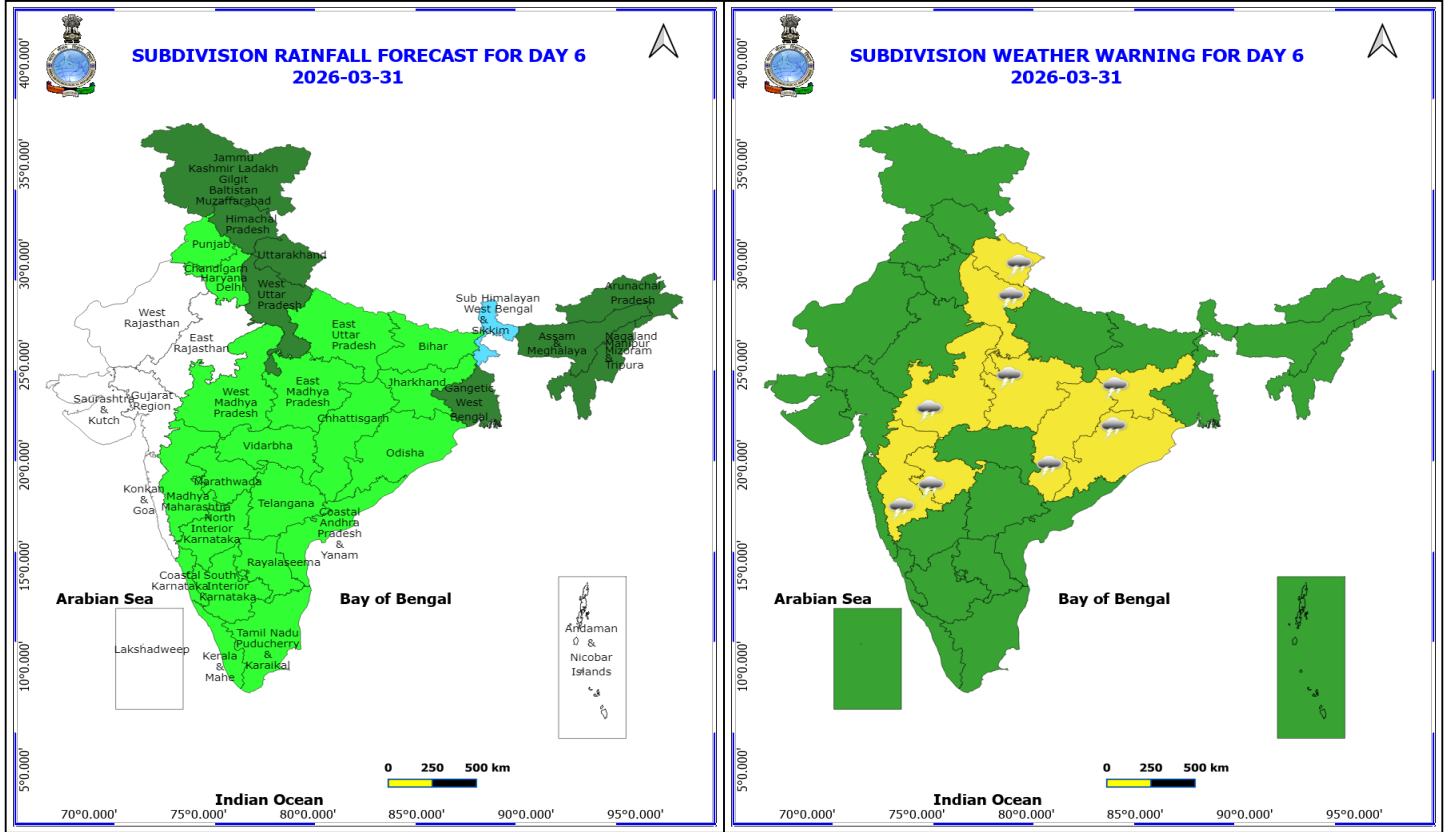 SUBDIVISION RAINFALL FORECAST FOR DAY 6
2026-03-31
40°0.000'
35°0.000'
30°0.000'
25°0.000'
20°0.000'
15°0.000'
10°0.000'
5°0.000'
Jammu
Kashmir Ladakh
Gilgit
Baltistan
Muzaffarabad
Himachal
Pradesh
Punjab
Uttarakhand
Chandigarh
Haryana
Delhi
West
Uttar
Pradesh
West
Rajasthan
East
Rajasthan
East
Uttar
Pradesh
Bihar
Sub Himalayan
West Bengal
&
Sikkim
Arunachal
Pradesh
Assam
&
Meghalaya
Nagaland
Manipur
Mizoram
&
Tripura
Saurashtra
&
Kutch
Gujarat
Region
West
Madhya
Pradesh
East
Madhya
Pradesh
Jharkhand
Gangetic
West
Bengal
Chhattisgarh
Vidarbha
Odisha
Konkan
&
Goa
Marathwada
Madhya
Maharashtra
Telangana
North
Interior
Karnataka
Coastal
Andhra
Pradesh
&
Yanam
Rayalaseema
Coastal
Karnataka
South
Interior
Karnataka
Arabian Sea
Bay of Bengal
Lakshadweep
Tamil Nadu
Puducherry
&
Karaikal
Kerala
&
Mahe
Andaman
&
Nicobar
Islands
0 250 500 km
Indian Ocean
70°0.000' 75°0.000' 80°0.000' 85°0.000' 90°0.000' 95°0.000'
SUBDIVISION WEATHER WARNING FOR DAY 6
2026-03-31
40°0.000'
35°0.000'
30°0.000'
25°0.000'
20°0.000'
15°0.000'
10°0.000'
5°0.000'
Arabian Sea
Bay of Bengal
0 250 500 km
Indian Ocean
70°0.000' 75°0.000' 80°0.000' 85°0.000' 90°0.000' 95°0.000'